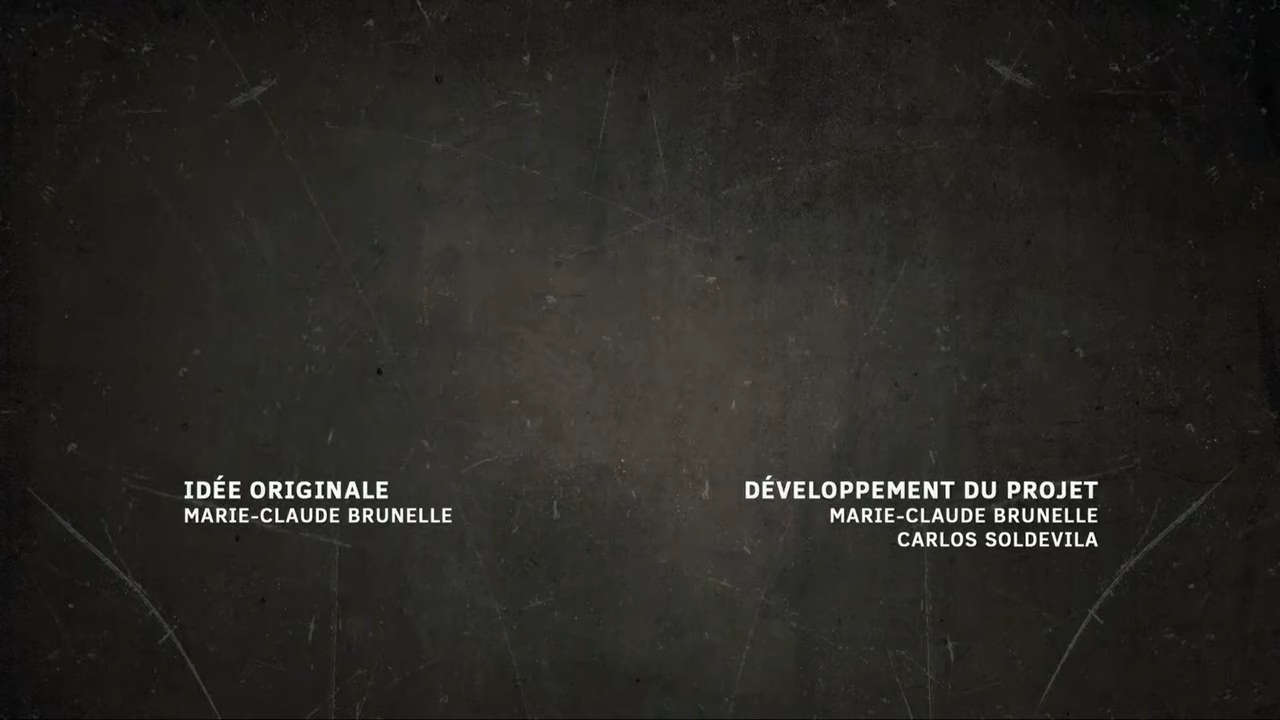 IDÉE ORIGINALE
MARIE-CLAUDE BRUNELLE
DÉVELOPPEMENT DU PROJET
MARIE-CLAUDE BRUNELLE
CARLOS SOLDEVILA